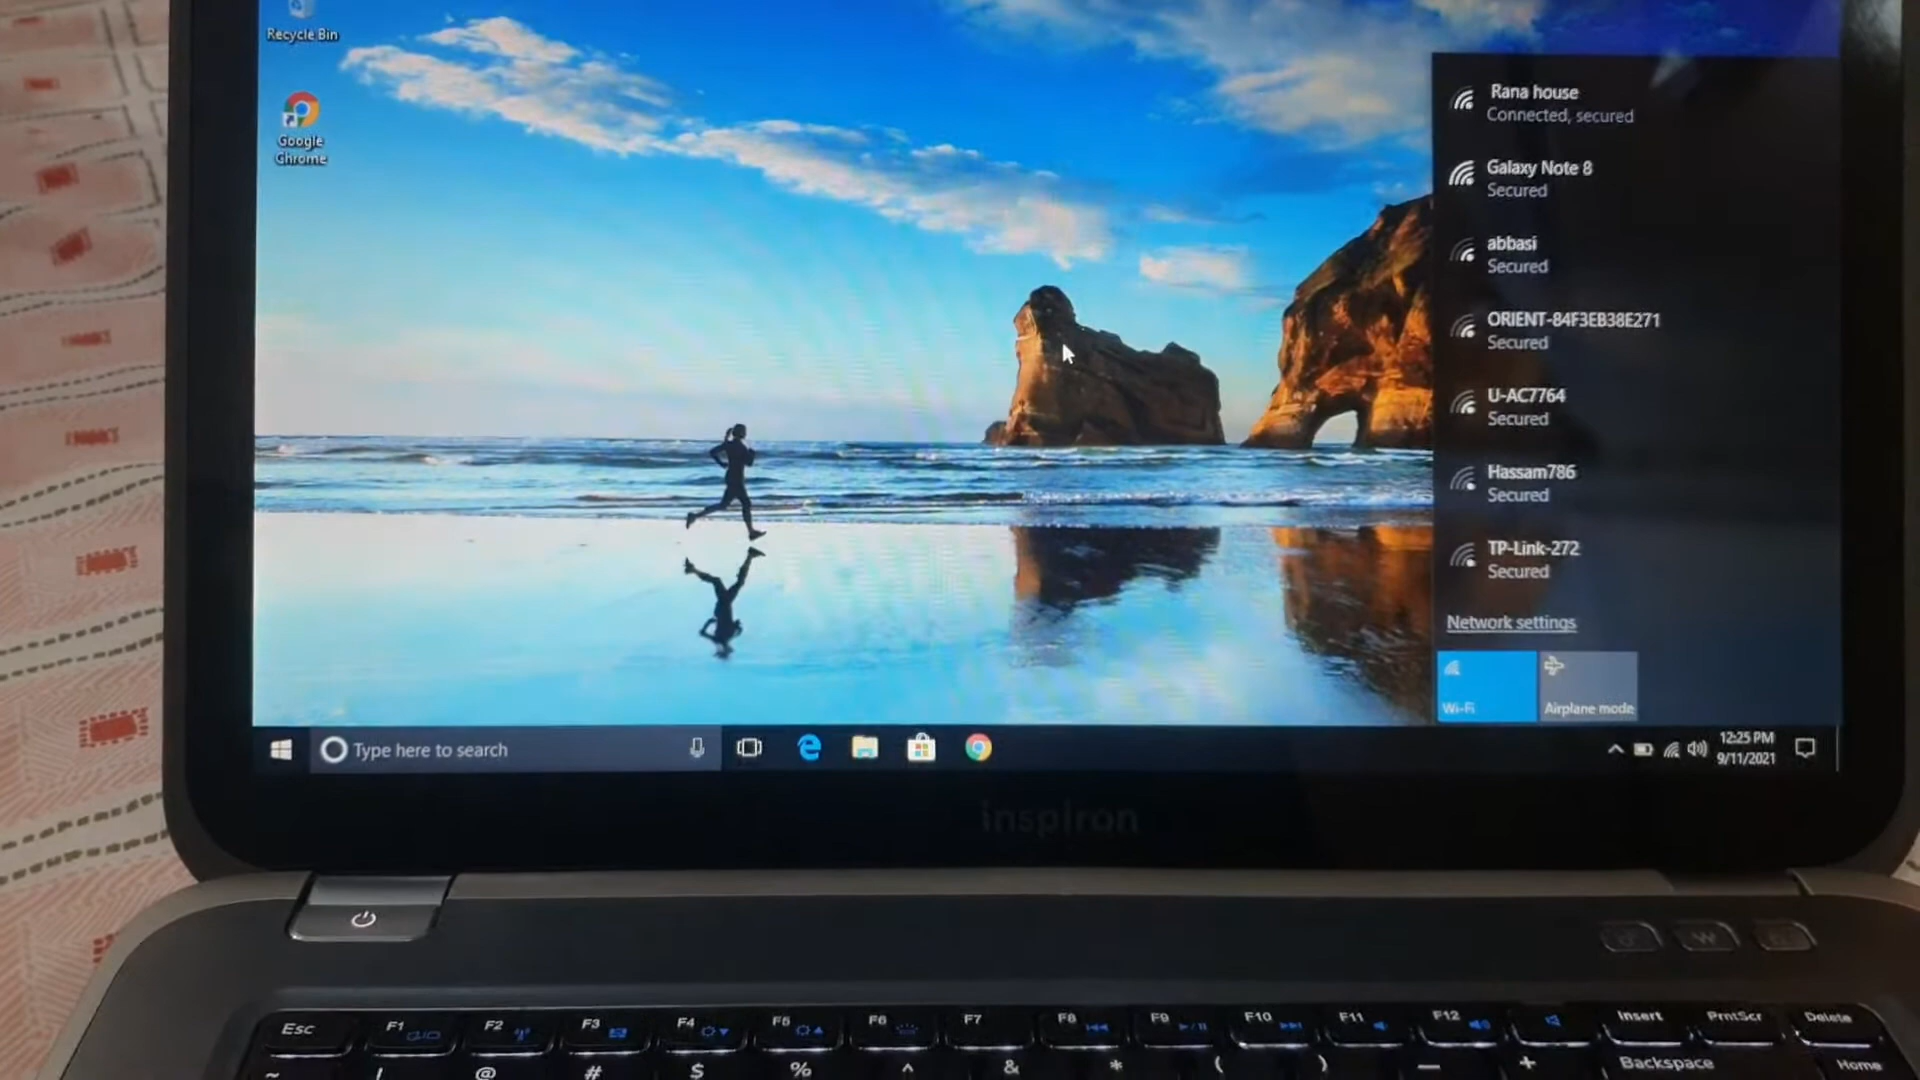 Recycle Bin
Google
Chrome
Rana house
Connected, secured
Galaxy Note 8
Secured
abbasi
Secured
ORIENT-84F3EB38E271
Secured
U-AC7764
Secured
Hassam786
Secured
TP-Link-272
Secured
Network settings
Wi-Fi
Airplane mode
Type here to search
12:25 PM
9/11/2021
inspiron
Esc
F1
F2
F3
F4
F5
F6
F7
F8
F9
F10
F11
F12
Insert
PrntScr
Delete
~
!
@
#
$
%
^
&
*
(
)
—
+
Backspace
Home